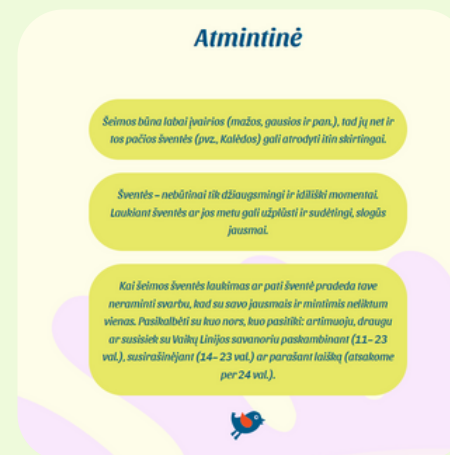 Atmintinė
Šeimos būna labai įvairios (mažos, gausios ir pan.), tad jų net ir
tos pačios šventės (pvz., Kalėdos) gali atrodyti itin skirtingai.
Šventės – nebūtinai tik džiaugsmingi ir idiliški momentai.
Laukiant šventės ar jos metu gali užplūsti ir sudėtingi, slogūs
jausmai.
Kai šeimos šventės laukimas ar pati šventė pradeda tave
neraminti svarbu, kad su savo jausmais ir mintimis neliktum
vienas. Pasikalbėti su kuo nors, kuo pasitiki: artimuoju, draugu
ar susisiek su Vaikų Linijos savanoriu paskambinant (11– 23
val.), susirašinėjant (14– 23 val.) ar parašant laišką (atsakome
per 24 val.).